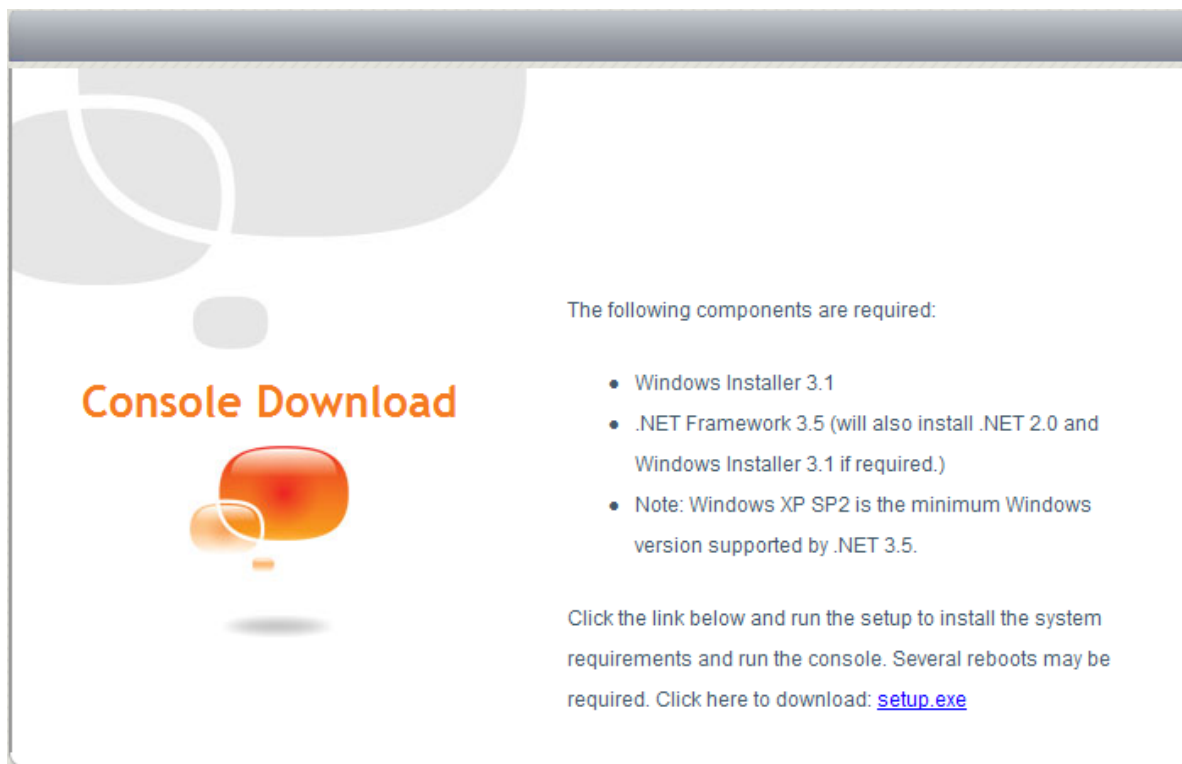 Console Download
The following components are required:
● Windows Installer 3.1
● .NET Framework 3.5 (will also install .NET 2.0 and
Windows Installer 3.1 if required.)
● Note: Windows XP SP2 is the minimum Windows
version supported by .NET 3.5.
Click the link below and run the setup to install the system
requirements and run the console. Several reboots may be
required. Click here to download: setup.exe